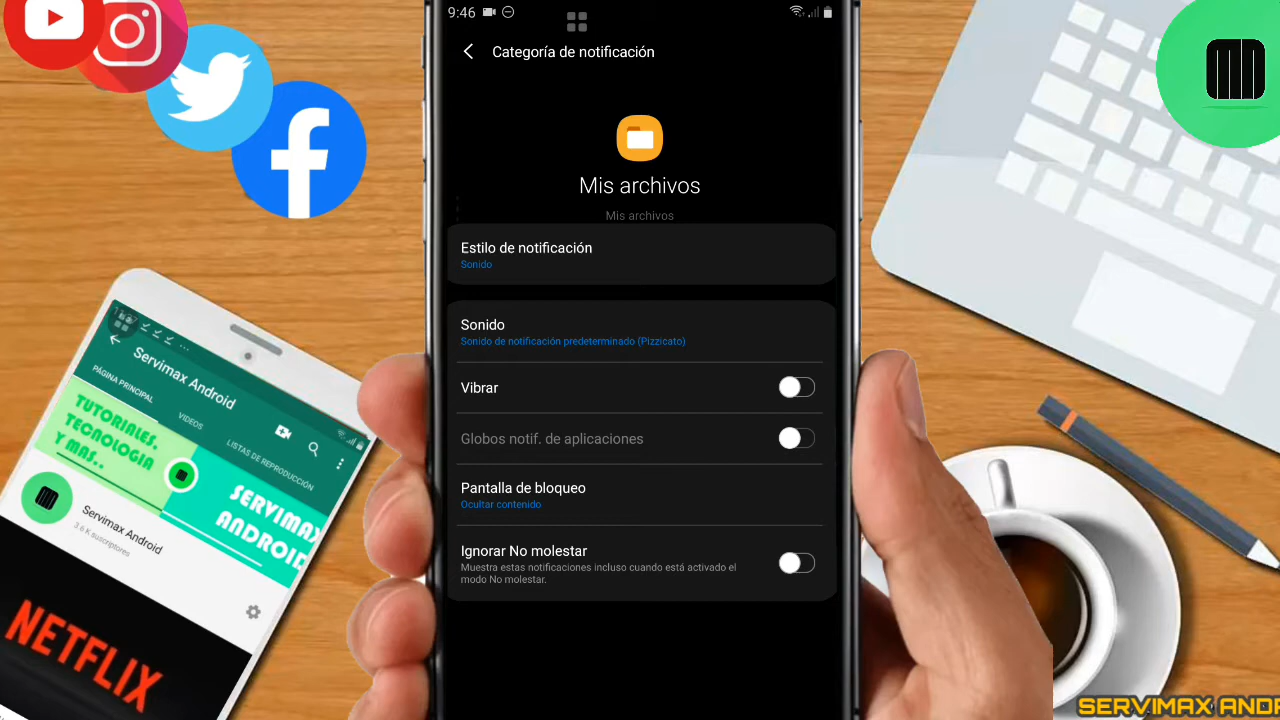 9:46
Categoría de notificación
Mis archivos
Mis archivos
Estilo de notificación
Sonido
Sonido
Sonido de notificación predeterminado (Pizzicato)
Vibrar
Globos notif. de aplicaciones
Pantalla de bloqueo
Ocultar contenido
Ignorar No molestar
Muestra estas notificaciones incluso cuando está activado el
modo No molestar.
Servimax Android
PÁGINA PRINCIPAL
VIDEOS
LISTAS DE REPRODUCCIÓN
TUTORIALES.
TECNOLOGIA
Y MAS..
SERVIMAX
ANDROID
Servimax Android
3.6 K suscriptores
NETFLIX
SERVIMAX AND